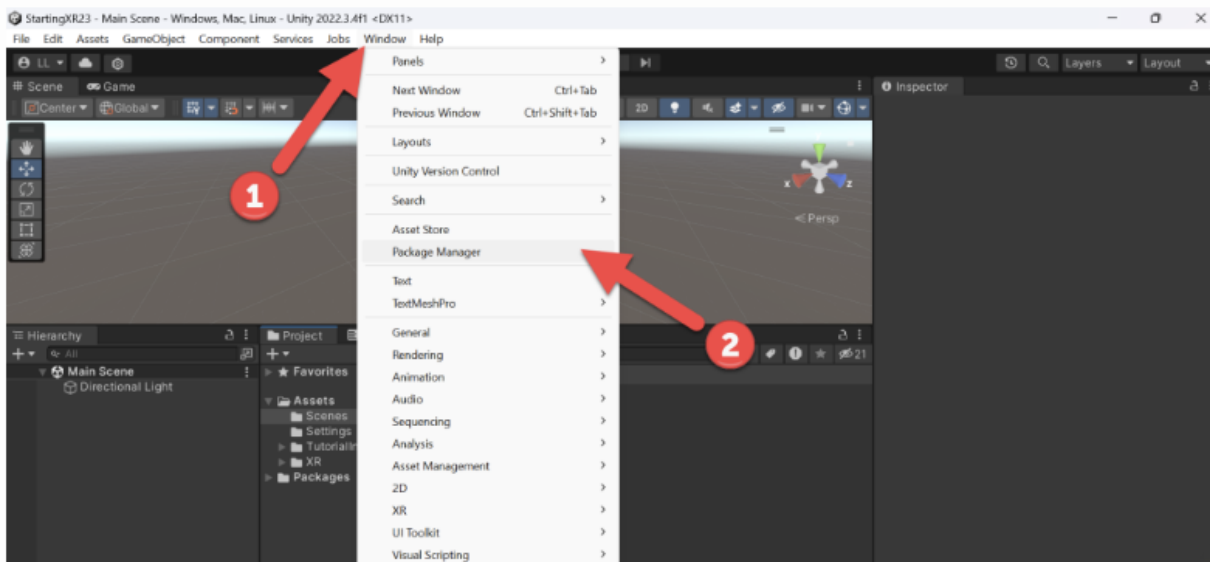 StartingXR23 - Main Scene - Windows, Mac, Linux - Unity 2022.3.4f1 <DX11>
File Edit Assets GameObject Component Services Jobs Window Help
LL Layers Layout
Scene Game Inspector
Center Global 2D
Panels
Next Window Ctrl+Tab
Previous Window Ctrl+Shift+Tab
Layouts
Unity Version Control
Search
Asset Store
Package Manager
Text
TextMeshPro
General
Rendering
Animation
Audio
Sequencing
Analysis
Asset Management
2D
XR
UI Toolkit
Visual Scripting
1
2
x z
Persp
Hierarchy
All
Main Scene
Directional Light
Project
21
Favorites
Assets
Scenes
Settings
TutorialIn
XR
Packages